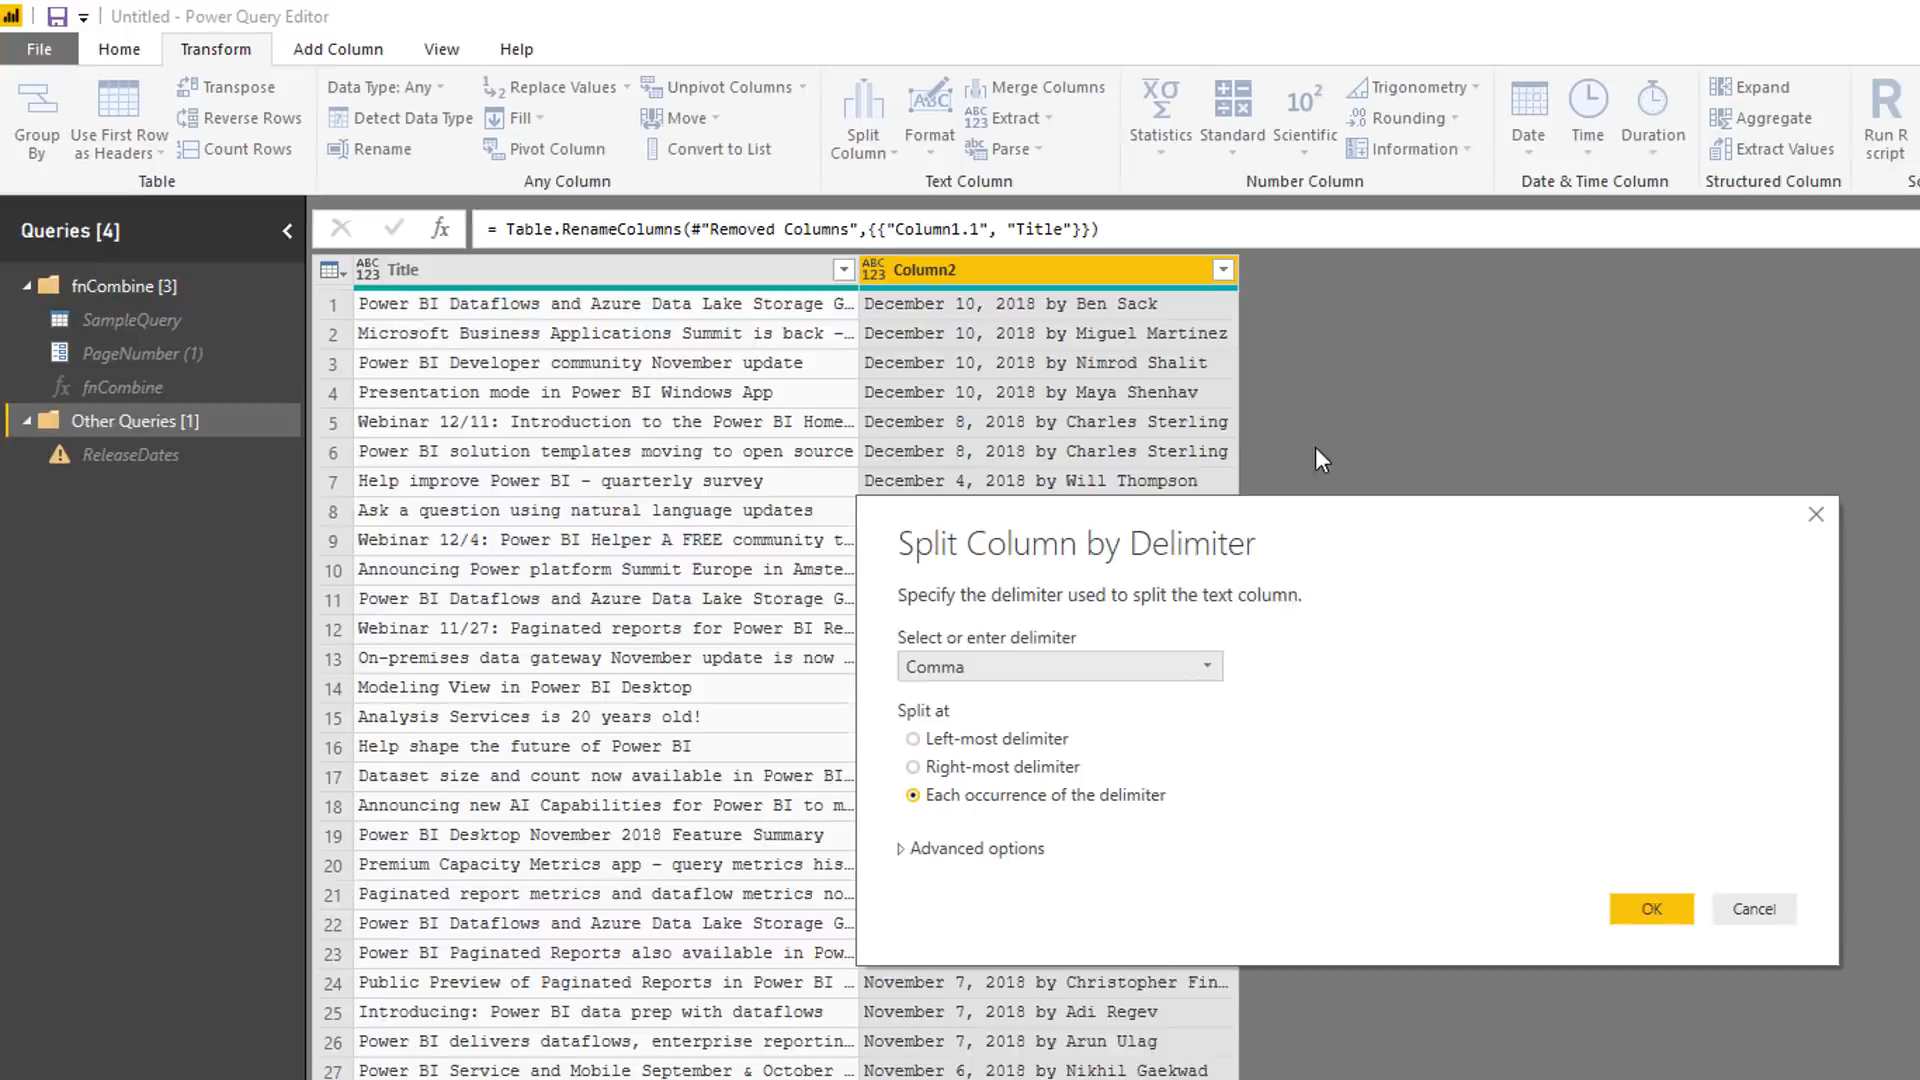 Untitled - Power Query Editor
File Home Transform Add Column View Help
Group By
Use First Row as Headers
Transpose
Reverse Rows
Count Rows
Table
Data Type: Any
Detect Data Type
Rename
Replace Values
Fill
Pivot Column
Unpivot Columns
Move
Convert to List
Any Column
Split Column
Format
Merge Columns
Extract
Parse
Text Column
Statistics
Standard
Scientific
Trigonometry
Rounding
Information
Number Column
Date
Time
Duration
Date & Time Column
Expand
Aggregate
Extract Values
Structured Column
Run R script
Queries [4]
fnCombine [3]
SampleQuery
PageNumber (1)
fnCombine
Other Queries [1]
ReleaseDates
= Table.RenameColumns(#"Removed Columns",{{"Column1.1", "Title"}})
ABC 123 Title ABC 123 Column2
1 Power BI Dataflows and Azure Data Lake Storage G… December 10, 2018 by Ben Sack
2 Microsoft Business Applications Summit is back -… December 10, 2018 by Miguel Martinez
3 Power BI Developer community November update December 10, 2018 by Nimrod Shalit
4 Presentation mode in Power BI Windows App December 10, 2018 by Maya Shenhav
5 Webinar 12/11: Introduction to the Power BI Home… December 8, 2018 by Charles Sterling
6 Power BI solution templates moving to open source December 8, 2018 by Charles Sterling
7 Help improve Power BI - quarterly survey December 4, 2018 by Will Thompson
8 Ask a question using natural language updates
9 Webinar 12/4: Power BI Helper A FREE community t…
10 Announcing Power platform Summit Europe in Amste…
11 Power BI Dataflows and Azure Data Lake Storage G…
12 Webinar 11/27: Paginated reports for Power BI Re…
13 On-premises data gateway November update is now …
14 Modeling View in Power BI Desktop
15 Analysis Services is 20 years old!
16 Help shape the future of Power BI
17 Dataset size and count now available in Power BI…
18 Announcing new AI Capabilities for Power BI to m…
19 Power BI Desktop November 2018 Feature Summary
20 Premium Capacity Metrics app - query metrics his…
21 Paginated report metrics and dataflow metrics no…
22 Power BI Dataflows and Azure Data Lake Storage G…
23 Power BI Paginated Reports also available in Pow…
24 Public Preview of Paginated Reports in Power BI … November 7, 2018 by Christopher Fin…
25 Introducing: Power BI data prep with dataflows November 7, 2018 by Adi Regev
26 Power BI delivers dataflows, enterprise reportin… November 7, 2018 by Arun Ulag
27 Power BI Service and Mobile September & October … November 6, 2018 by Nikhil Gaekwad
Split Column by Delimiter
Specify the delimiter used to split the text column.
Select or enter delimiter
Comma
Split at
Left-most delimiter
Right-most delimiter
Each occurrence of the delimiter
Advanced options
OK Cancel